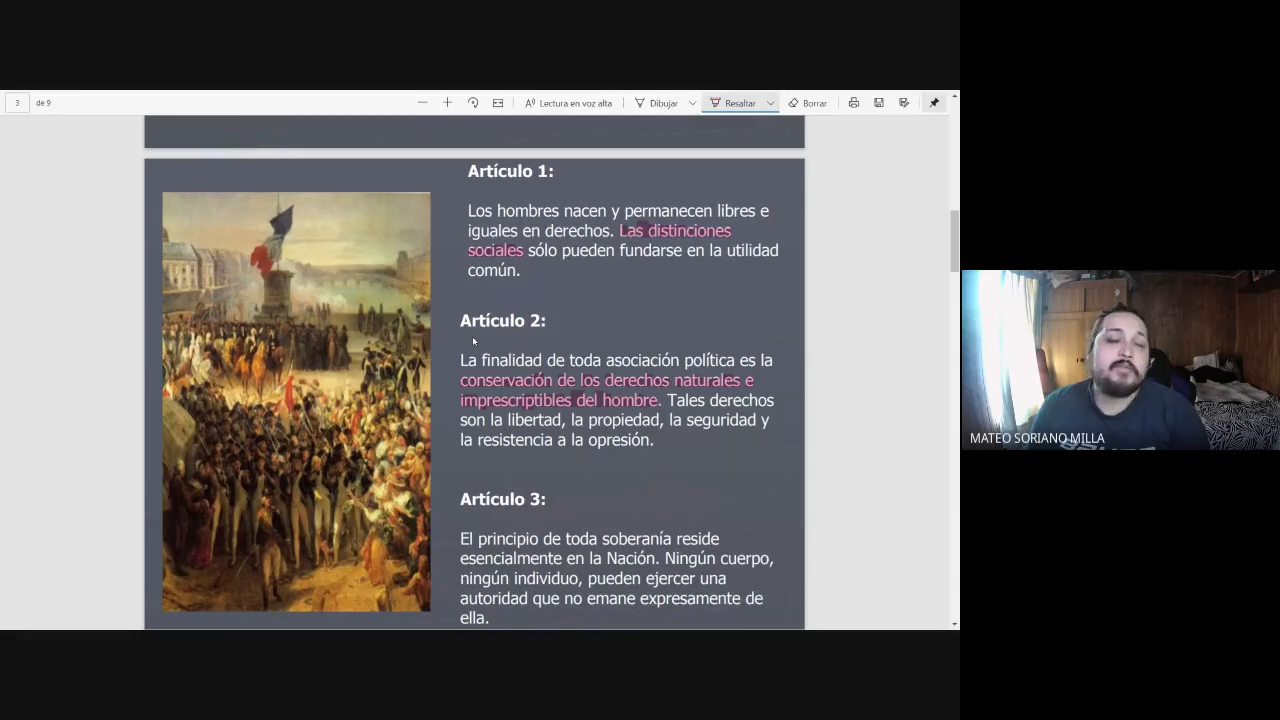 3 de 9
Lectura en voz alta
Dibujar
Resaltar
Borrar
Artículo 1:
Los hombres nacen y permanecen libres e
iguales en derechos. Las distinciones
sociales sólo pueden fundarse en la utilidad
común.
Artículo 2:
La finalidad de toda asociación política es la
conservación de los derechos naturales e
imprescriptibles del hombre. Tales derechos
son la libertad, la propiedad, la seguridad y
la resistencia a la opresión.
Artículo 3:
El principio de toda soberanía reside
esencialmente en la Nación. Ningún cuerpo,
ningún individuo, pueden ejercer una
autoridad que no emane expresamente de
ella.
MATEO SORIANO MILLA